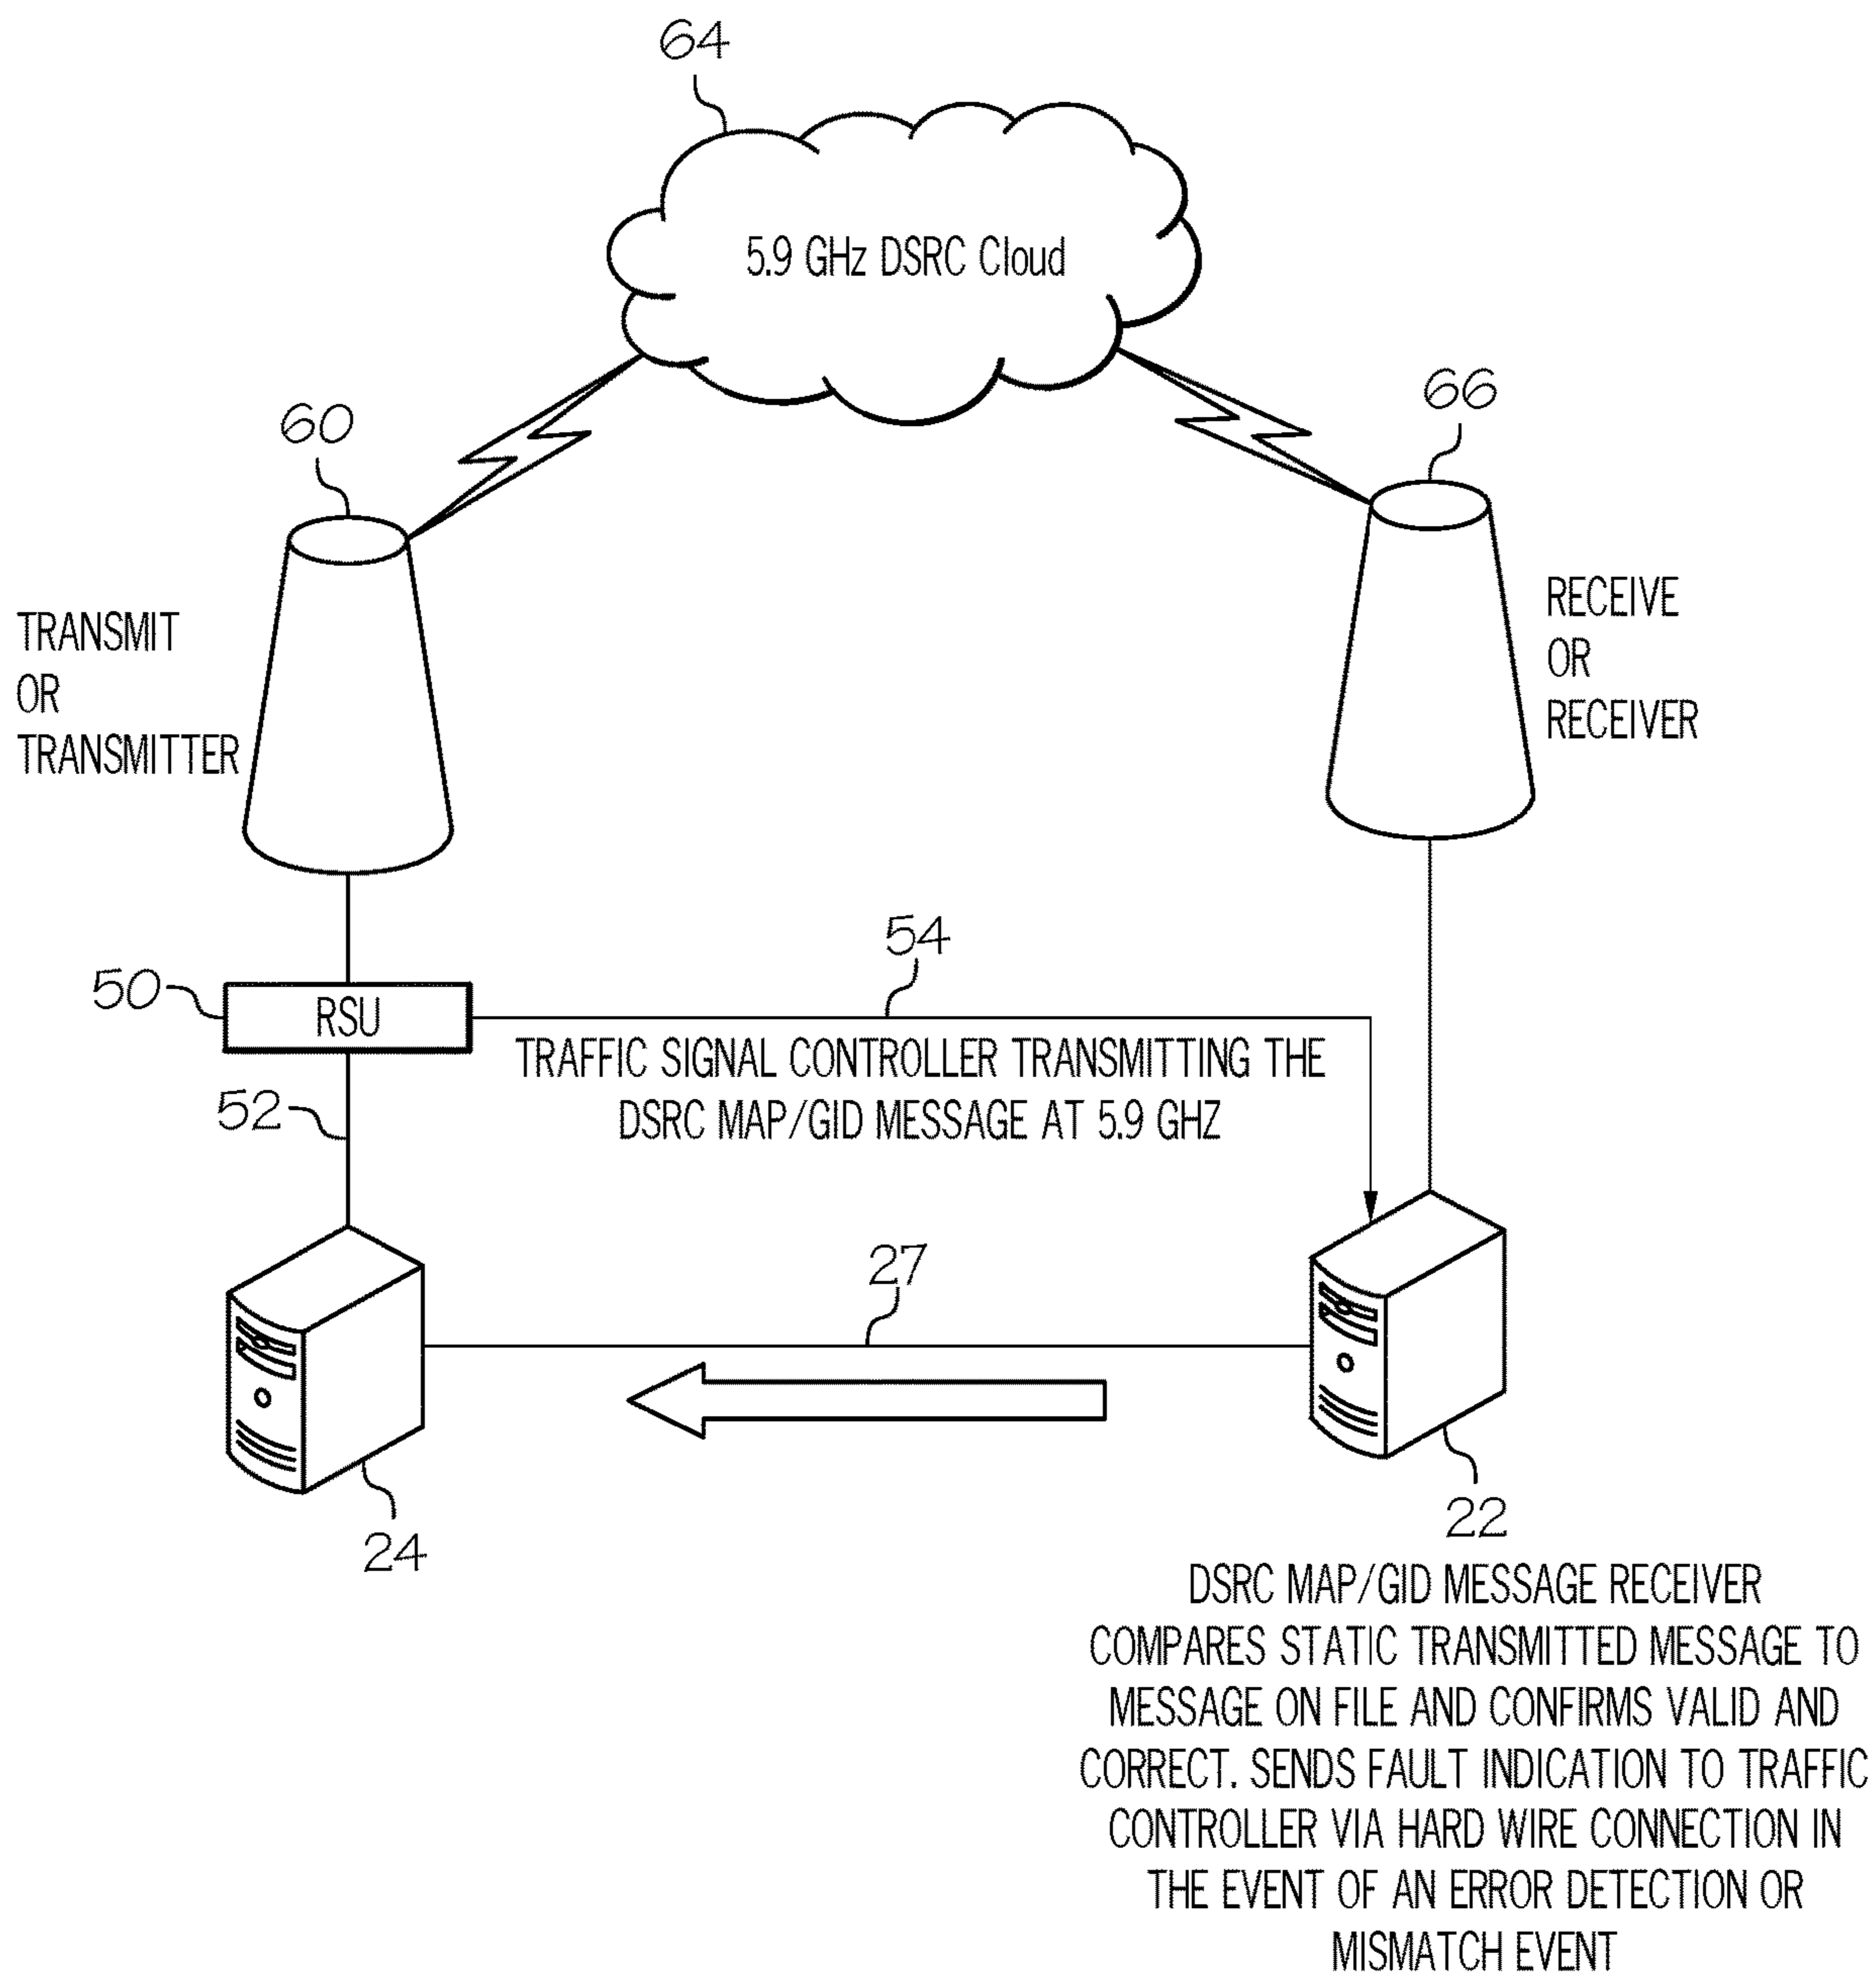 64
5.9 GHz DSRC Cloud
60
66
TRANSMIT
OR
TRANSMITTER
RECEIVE
OR
RECEIVER
54
50
RSU
TRAFFIC SIGNAL CONTROLLER TRANSMITTING THE
DSRC MAP/GID MESSAGE AT 5.9 GHZ
52
27
24
22
DSRC MAP/GID MESSAGE RECEIVER
COMPARES STATIC TRANSMITTED MESSAGE TO
MESSAGE ON FILE AND CONFIRMS VALID AND
CORRECT. SENDS FAULT INDICATION TO TRAFFIC
CONTROLLER VIA HARD WIRE CONNECTION IN
THE EVENT OF AN ERROR DETECTION OR
MISMATCH EVENT